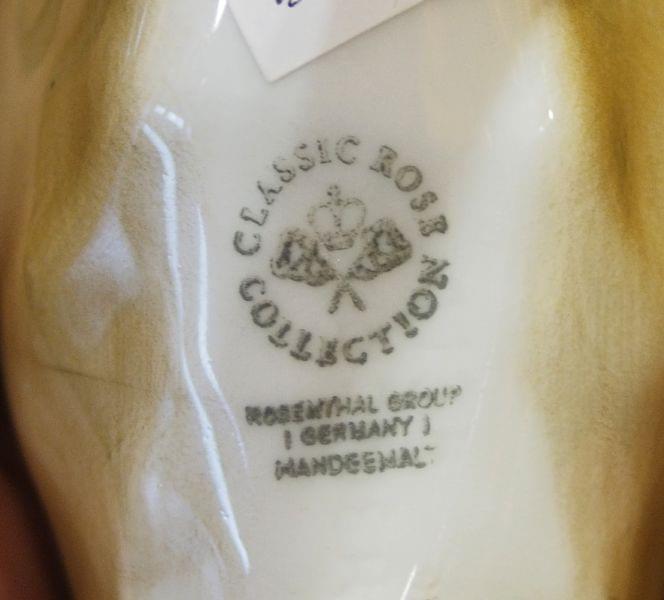 CLASSIC ROSE
COLLECTION
ROSENTHAL GROUP
| GERMANY |
HANDGEMALT